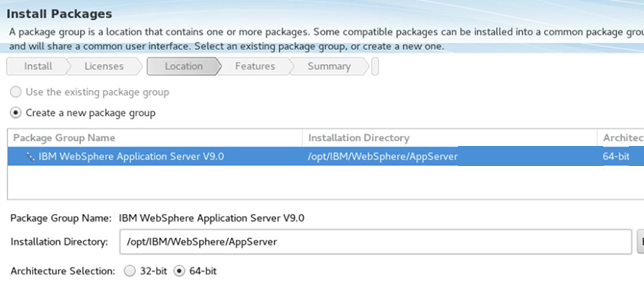 Install Packages
A package group is a location that contains one or more packages. Some compatible packages can be installed into a common package
and will share a common user interface. Select an existing package group, or create a new one.
Install Licenses Location Features Summary
Use the existing package group
Create a new package group
Package Group Name Installation Directory
IBM WebSphere Application Server V9.0 /opt/IBM/WebSphere/AppServer 64-bit
Package Group Name: IBM WebSphere Application Server V9.0
Installation Directory: /opt/IBM/WebSphere/AppServer
Architecture Selection: 32-bit 64-bit